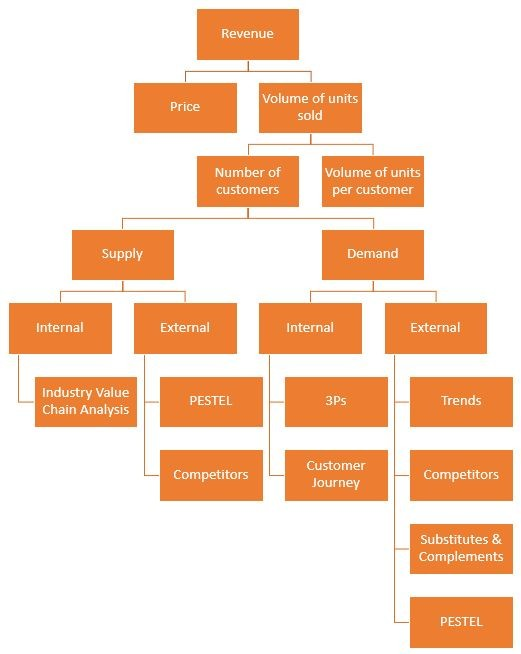 Revenue
Price
Volume of units
sold
Number of
customers
Volume of units
per customer
Supply
Demand
Internal
External
Internal
External
Industry Value
Chain Analysis
PESTEL
3Ps
Trends
Competitors
Customer
Journey
Competitors
Substitutes &
Complements
PESTEL